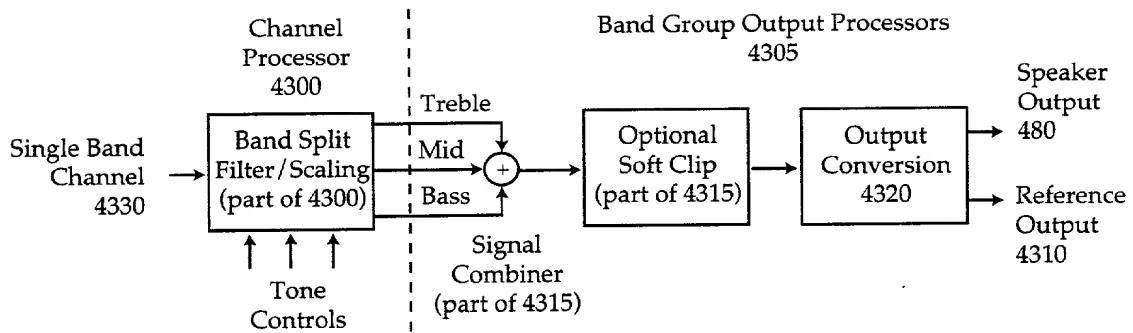 Channel
Processor
4300
Band Group Output Processors
4305
Single Band
Channel
4330
Band Split
Filter/Scaling
(part of 4300)
Tone
Controls
Treble
Mid
Bass
+
Signal
Combiner
(part of 4315)
Optional
Soft Clip
(part of 4315)
Output
Conversion
4320
Speaker
Output
480
Reference
Output
4310